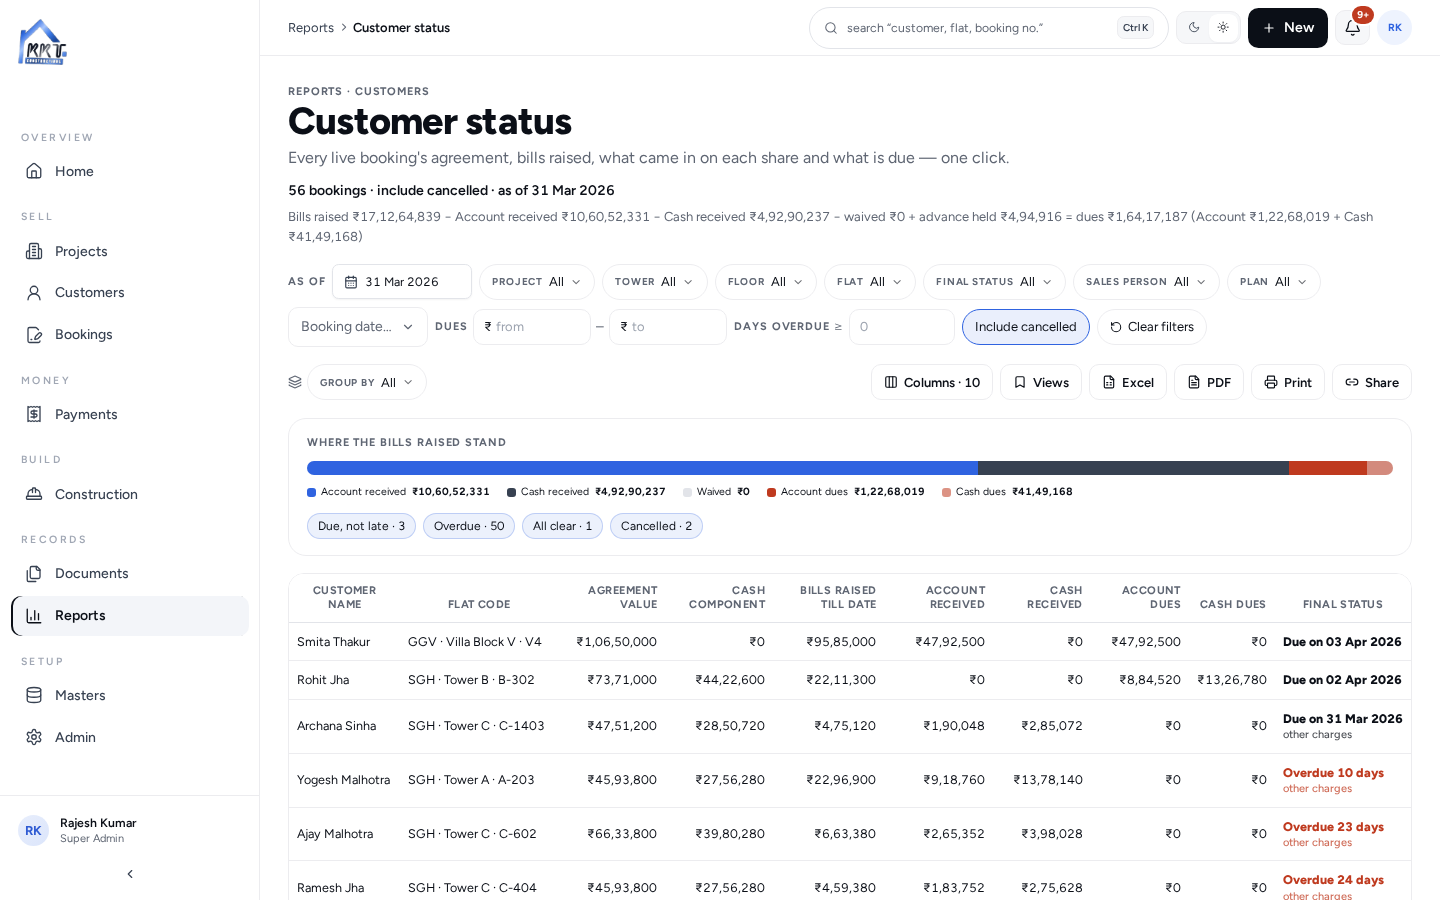 RKT
CONSTRUCTIONS
Reports > Customer status
search “customer, flat, booking no.”
Ctrl K
New
9+
RK
OVERVIEW
Home
SELL
Projects
Customers
Bookings
MONEY
Payments
BUILD
Construction
RECORDS
Documents
Reports
SETUP
Masters
Admin
RK
Rajesh Kumar
Super Admin
REPORTS · CUSTOMERS
Customer status
Every live booking's agreement, bills raised, what came in on each share and what is due — one click.
56 bookings · include cancelled · as of 31 Mar 2026
Bills raised ₹17,12,64,839 − Account received ₹10,60,52,331 − Cash received ₹4,92,90,237 − waived ₹0 + advance held ₹4,94,916 = dues ₹1,64,17,187 (Account ₹1,22,68,019 + Cash
₹41,49,168)
AS OF 31 Mar 2026 PROJECT All TOWER All FLOOR All FLAT All FINAL STATUS All SALES PERSON All PLAN All
Booking date... DUES ₹ from – ₹ to DAYS OVERDUE ≥ 0 Include cancelled Clear filters
GROUP BY All Columns · 10 Views Excel PDF Print Share
WHERE THE BILLS RAISED STAND
Account received ₹10,60,52,331 Cash received ₹4,92,90,237 Waived ₹0 Account dues ₹1,22,68,019 Cash dues ₹41,49,168
Due, not late · 3 Overdue · 50 All clear · 1 Cancelled · 2
CUSTOMER NAME FLAT CODE AGREEMENT VALUE CASH COMPONENT BILLS RAISED TILL DATE ACCOUNT RECEIVED CASH RECEIVED ACCOUNT DUES CASH DUES FINAL STATUS
Smita Thakur GGV · Villa Block V · V4 ₹1,06,50,000 ₹0 ₹95,85,000 ₹47,92,500 ₹0 ₹47,92,500 ₹0 Due on 03 Apr 2026
Rohit Jha SGH · Tower B · B-302 ₹73,71,000 ₹44,22,600 ₹22,11,300 ₹0 ₹0 ₹8,84,520 ₹13,26,780 Due on 02 Apr 2026
Archana Sinha SGH · Tower C · C-1403 ₹47,51,200 ₹28,50,720 ₹4,75,120 ₹1,90,048 ₹2,85,072 ₹0 ₹0 Due on 31 Mar 2026
other charges
Yogesh Malhotra SGH · Tower A · A-203 ₹45,93,800 ₹27,56,280 ₹22,96,900 ₹9,18,760 ₹13,78,140 ₹0 ₹0 Overdue 10 days
other charges
Ajay Malhotra SGH · Tower C · C-602 ₹66,33,800 ₹39,80,280 ₹6,63,380 ₹2,65,352 ₹3,98,028 ₹0 ₹0 Overdue 23 days
other charges
Ramesh Jha SGH · Tower C · C-404 ₹45,93,800 ₹27,56,280 ₹4,59,380 ₹1,83,752 ₹2,75,628 ₹0 ₹0 Overdue 24 days
other charges